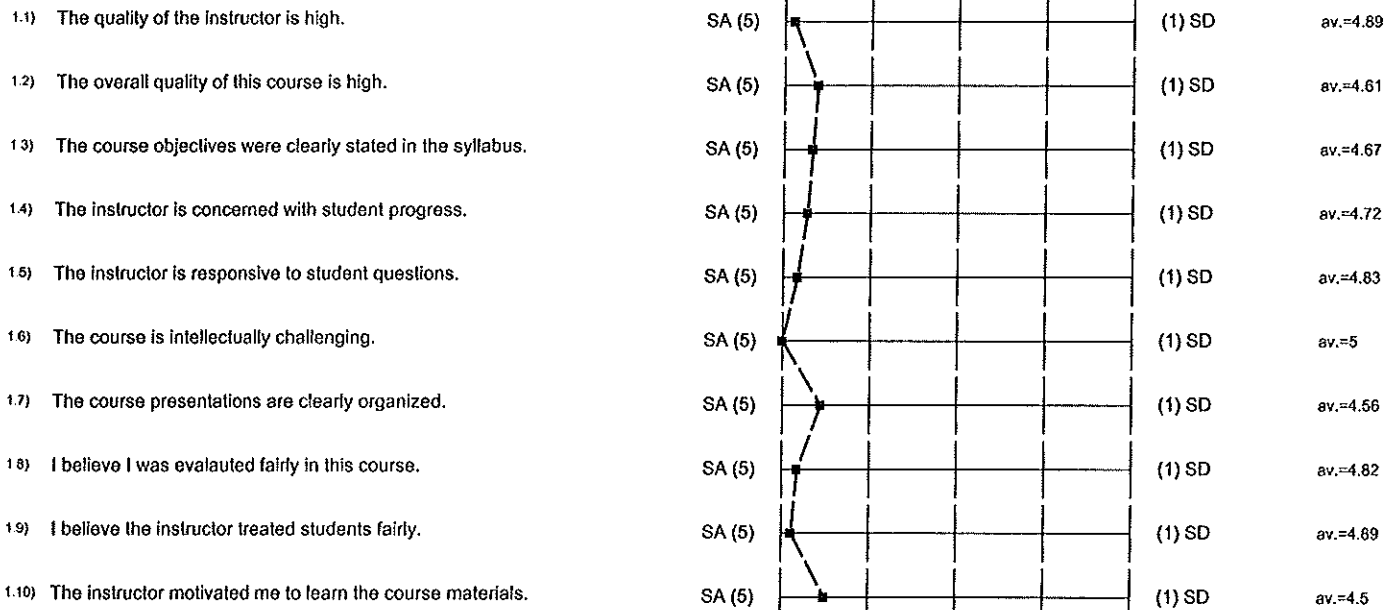 1.1) The quality of the instructor is high. SA (5) (1) SD av.=4.89
1.2) The overall quality of this course is high. SA (5) (1) SD av.=4.61
1 3) The course objectives were clearly stated in the syllabus. SA (5) (1) SD av.=4.67
1.4) The instructor is concerned with student progress. SA (5) (1) SD av.=4.72
1 5) The instructor is responsive to student questions. SA (5) (1) SD av.=4.83
1 6) The course is intellectually challenging. SA (5) (1) SD av.=5
1.7) The course presentations are clearly organized. SA (5) (1) SD av.=4.56
1 8) I believe I was evalauted fairly in this course. SA (5) (1) SD av.=4.82
1.9) I believe the instructor treated students fairly. SA (5) (1) SD av.=4.89
1.10) The instructor motivated me to learn the course materials. SA (5) (1) SD av.=4.5